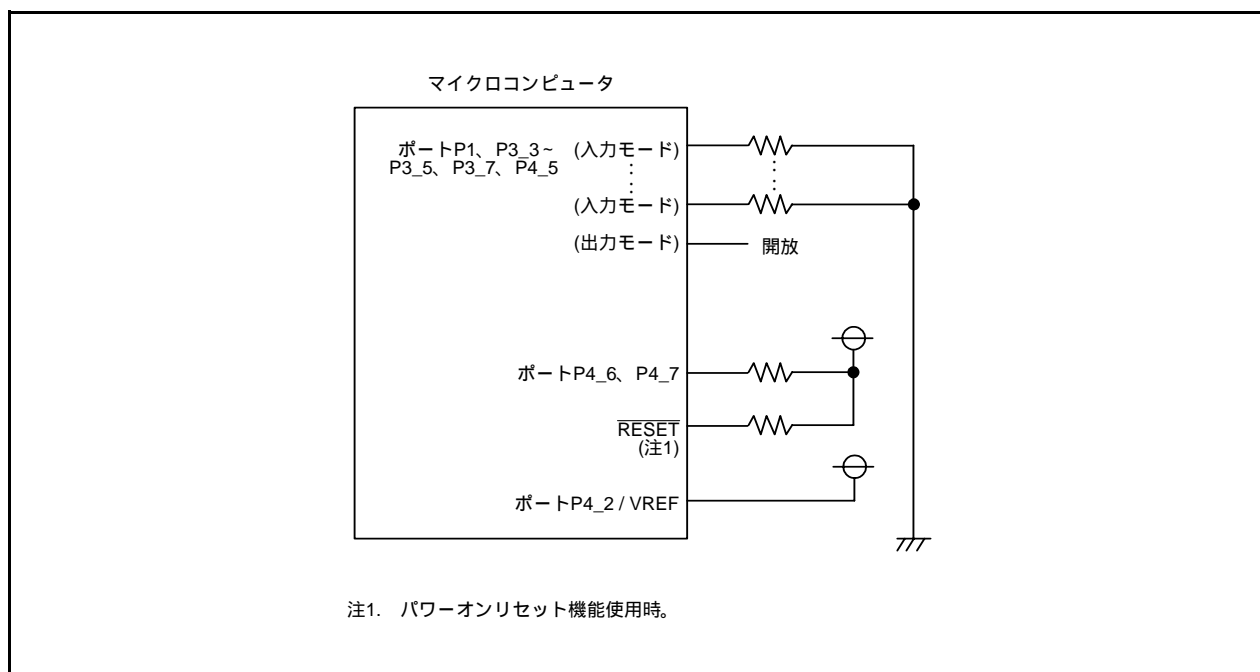 マイクロコンピュータ
ポートP1、P3_3~ (入力モード)
P3_5、P3_7、P4_5
(入力モード)
(出力モード) 開放
ポートP4_6、P4_7
RESET
(注1)
ポートP4_2 / VREF
注1. パワーオンリセット機能使用時。